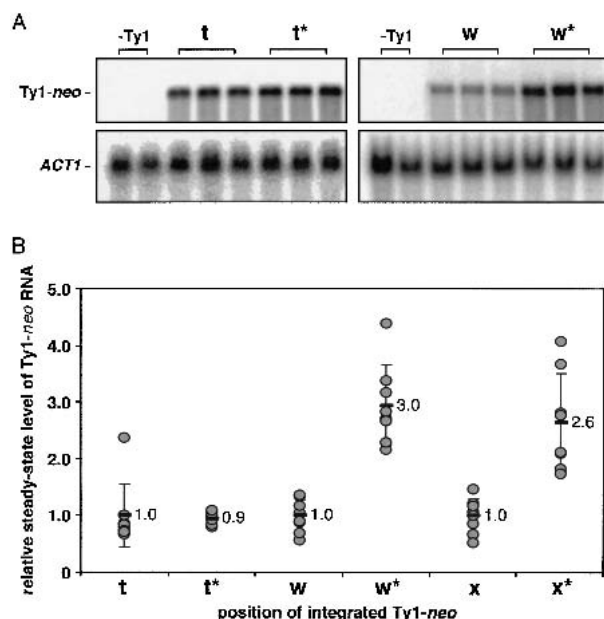 A
-Ty1 t t* -Ty1 w w*
Ty1-neo -
ACT1 -
B
relative steady-state level of Ty1-neo RNA
5.0
4.0
3.0
2.0
1.0
0
1.0
0.9
1.0
3.0
1.0
2.6
t t* w w* x x*
position of integrated Ty1-neo